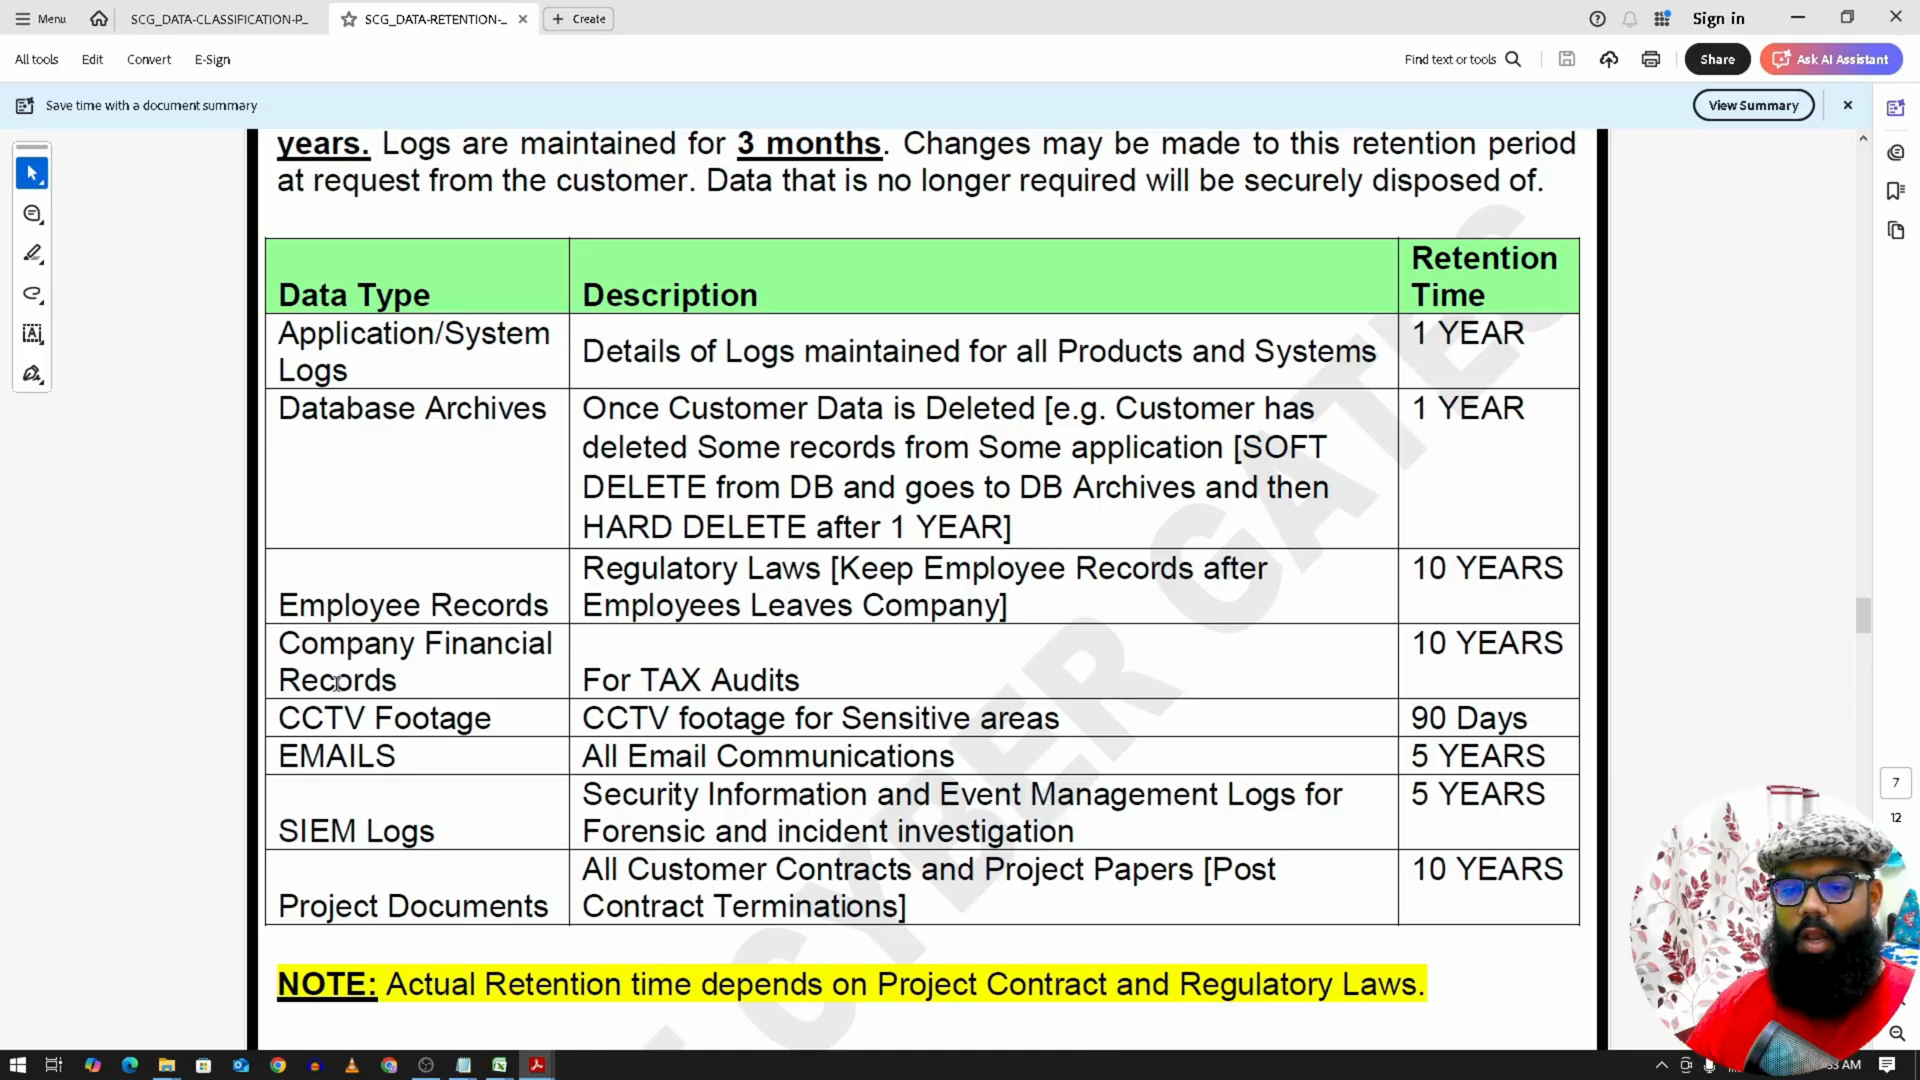 Menu
SCG_DATA-CLASSIFICATION-P...
SCG_DATA-RETENTION-...
Create
Sign in
All tools
Edit
Convert
E-Sign
Find text or tools
Share
Ask AI Assistant
Save time with a document summary
View Summary
years. Logs are maintained for 3 months. Changes may be made to this retention period
at request from the customer. Data that is no longer required will be securely disposed of.
Data Type
Description
Retention
Time
Application/System
Logs
Details of Logs maintained for all Products and Systems
1 YEAR
Database Archives
Once Customer Data is Deleted [e.g. Customer has
deleted Some records from Some application [SOFT
DELETE from DB and goes to DB Archives and then
HARD DELETE after 1 YEAR]
1 YEAR
Employee Records
Regulatory Laws [Keep Employee Records after
Employees Leaves Company]
10 YEARS
Company Financial
Records
For TAX Audits
10 YEARS
CCTV Footage
CCTV footage for Sensitive areas
90 Days
EMAILS
All Email Communications
5 YEARS
SIEM Logs
Security Information and Event Management Logs for
Forensic and incident investigation
5 YEARS
Project Documents
All Customer Contracts and Project Papers [Post
Contract Terminations]
10 YEARS
NOTE: Actual Retention time depends on Project Contract and Regulatory Laws.
CYBER GATES
7
12